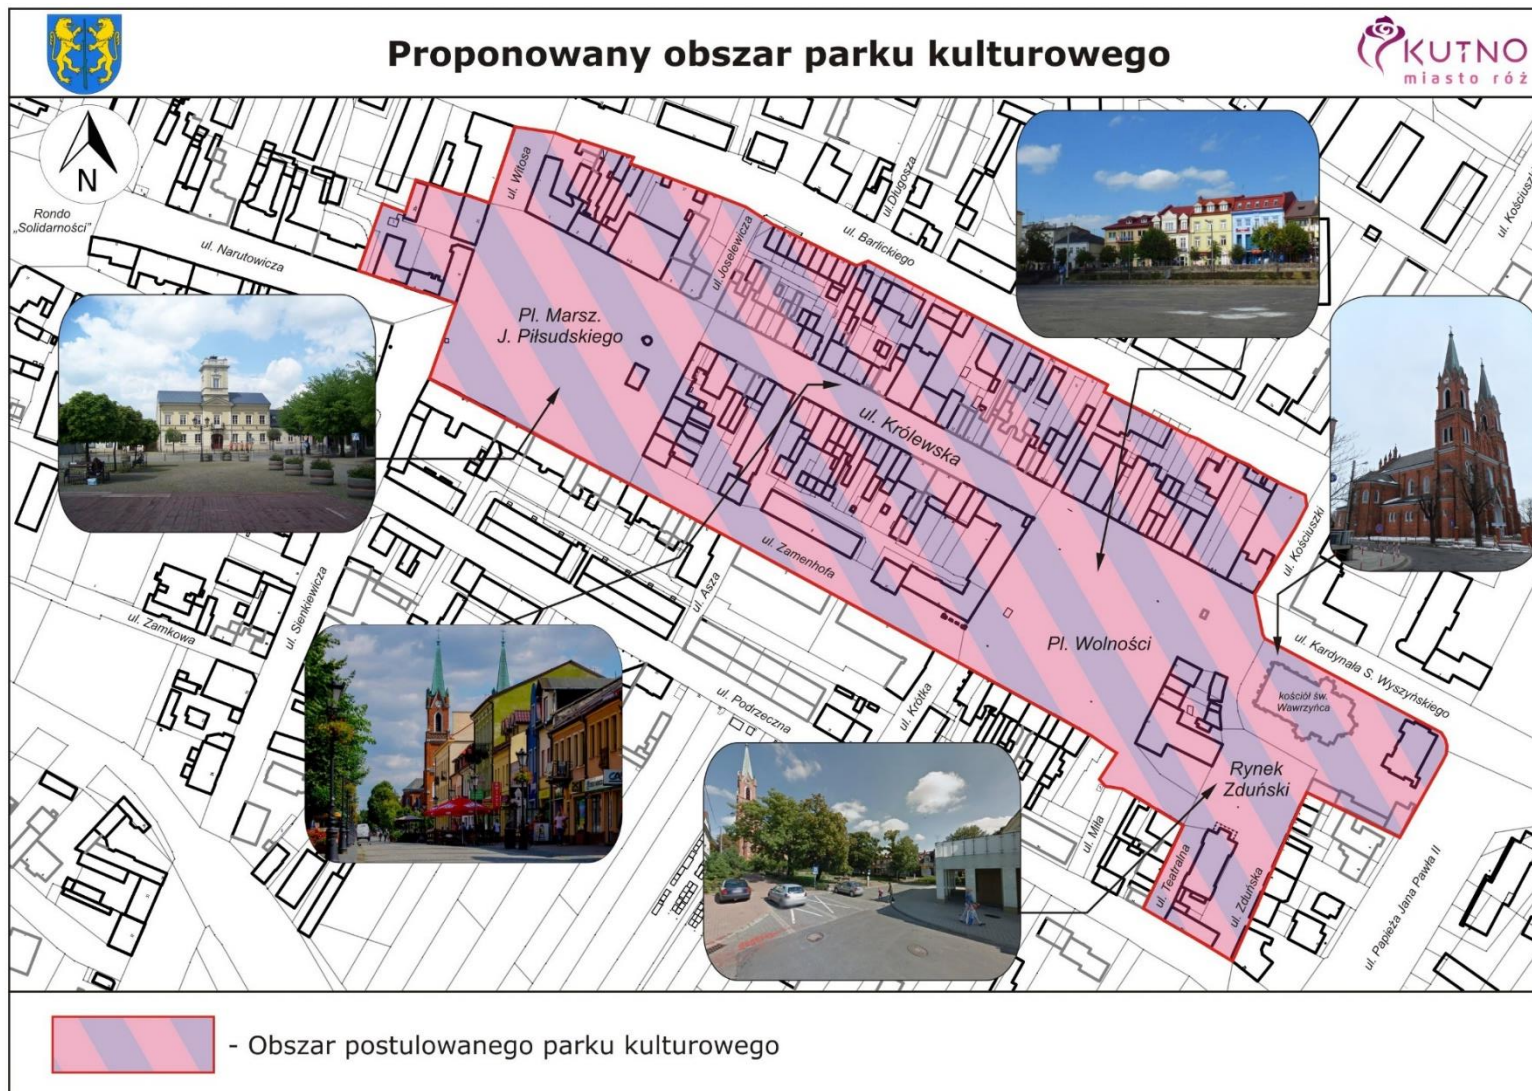 Proponowany obszar parku kulturowego
KUTNO
miasto róż
N
Rondo
„Solidarności”
ul. Narutowicza
ul. Witosa
ul. Joselewicza
ul. Barlickiego
ul.Długosza
ul. Kościuszki
Pl. Marsz.
J. Piłsudskiego
ul. Królewska
ul. Kościuszki
ul. Zamenhofa
ul. Asza
ul. Sienkiewicza
ul. Zamkowa
ul. Podrzeczna
ul. Krótka
Pl. Wolności
ul. Kardynała S. Wyszyńskiego
kościół św.
Wawrzyńca
Rynek
Zduński
ul. Miła
ul. Teatralna
ul. Zduńska
ul. Papieża Jana Pawła II
- Obszar postulowanego parku kulturowego